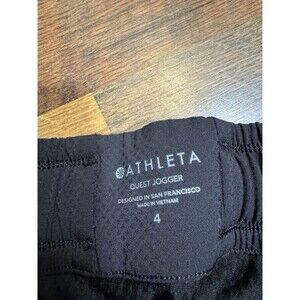 ATHLETA
QUEST JOGGER
DESIGNED IN SAN FRANCISCO
MADE IN VIETNAM
4